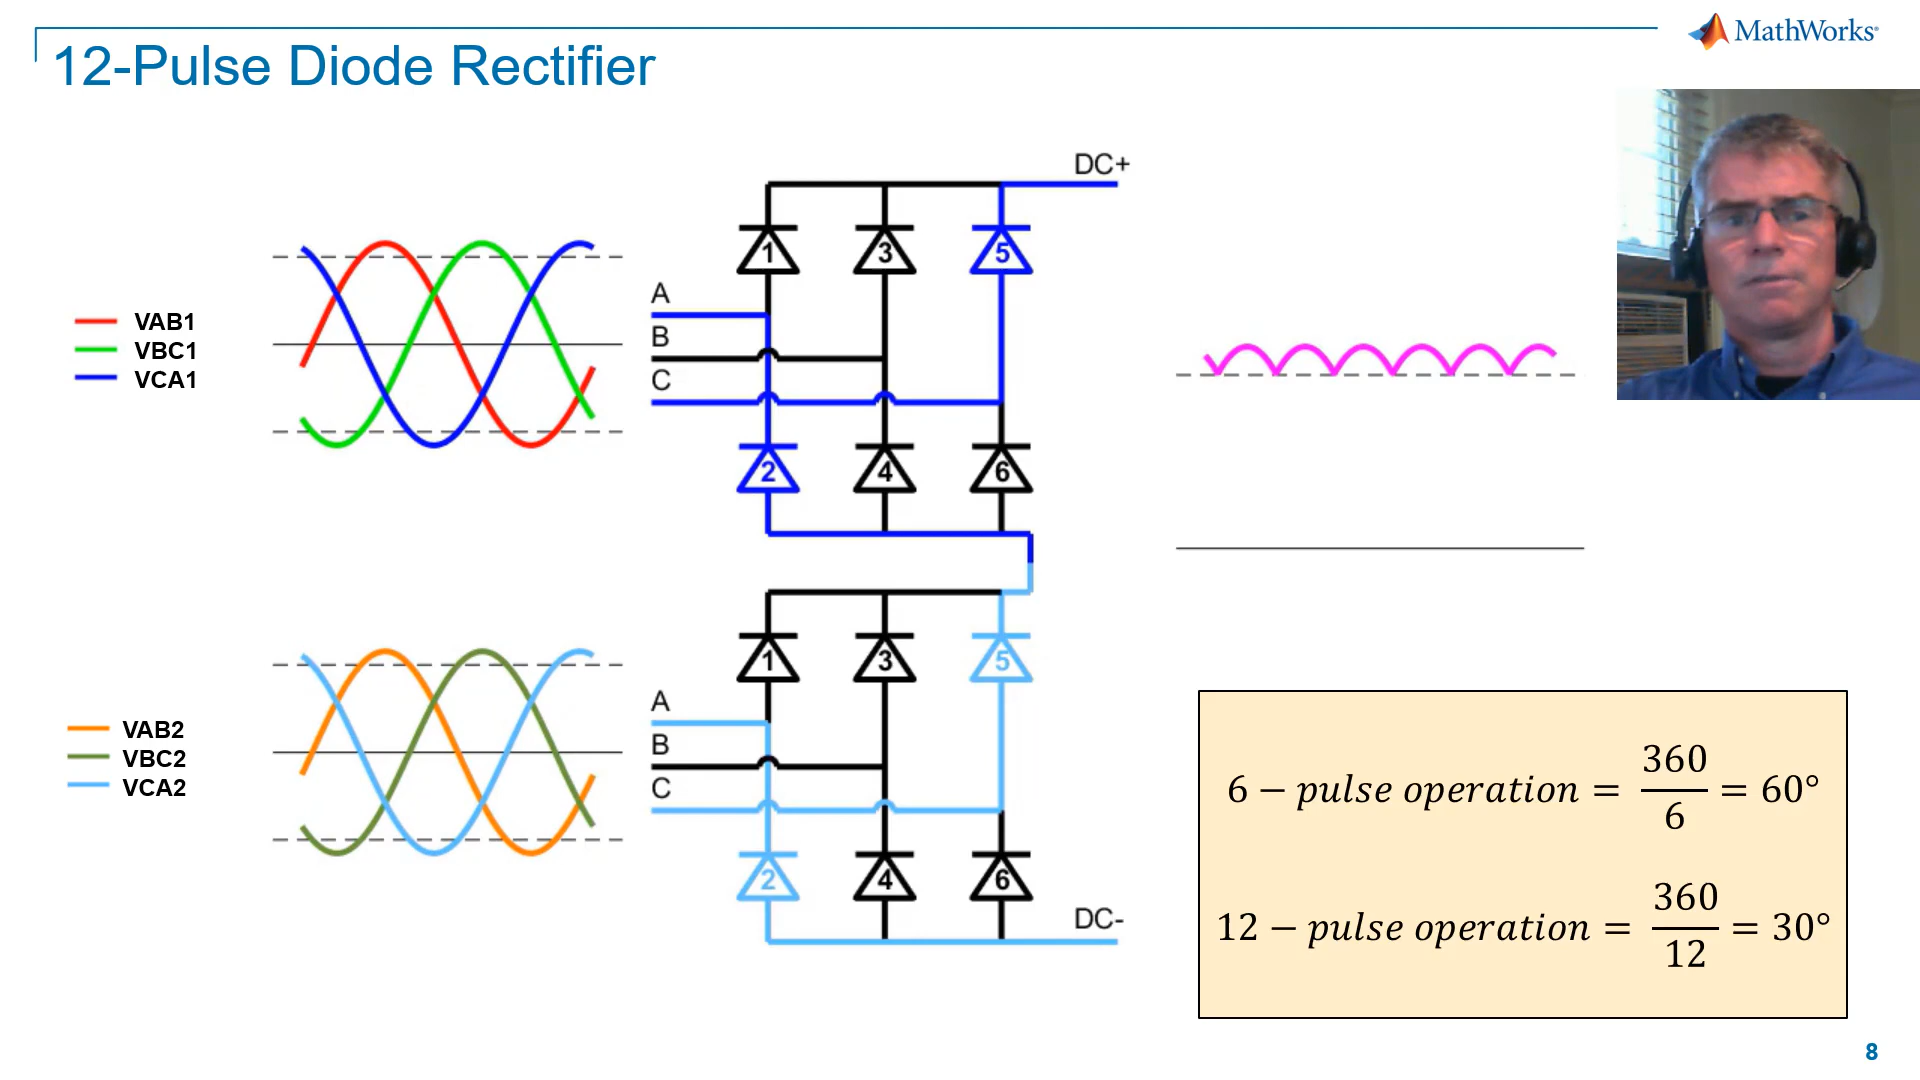 12-Pulse Diode Rectifier
MathWorks
VAB1
VBC1
VCA1
DC+
1 3 5
A
B
C
2 4 6
VAB2
VBC2
VCA2
1 3 5
A
B
C
2 4 6
DC-
6 − pulse operation = 360/6 = 60°
12 − pulse operation = 360/12 = 30°
8